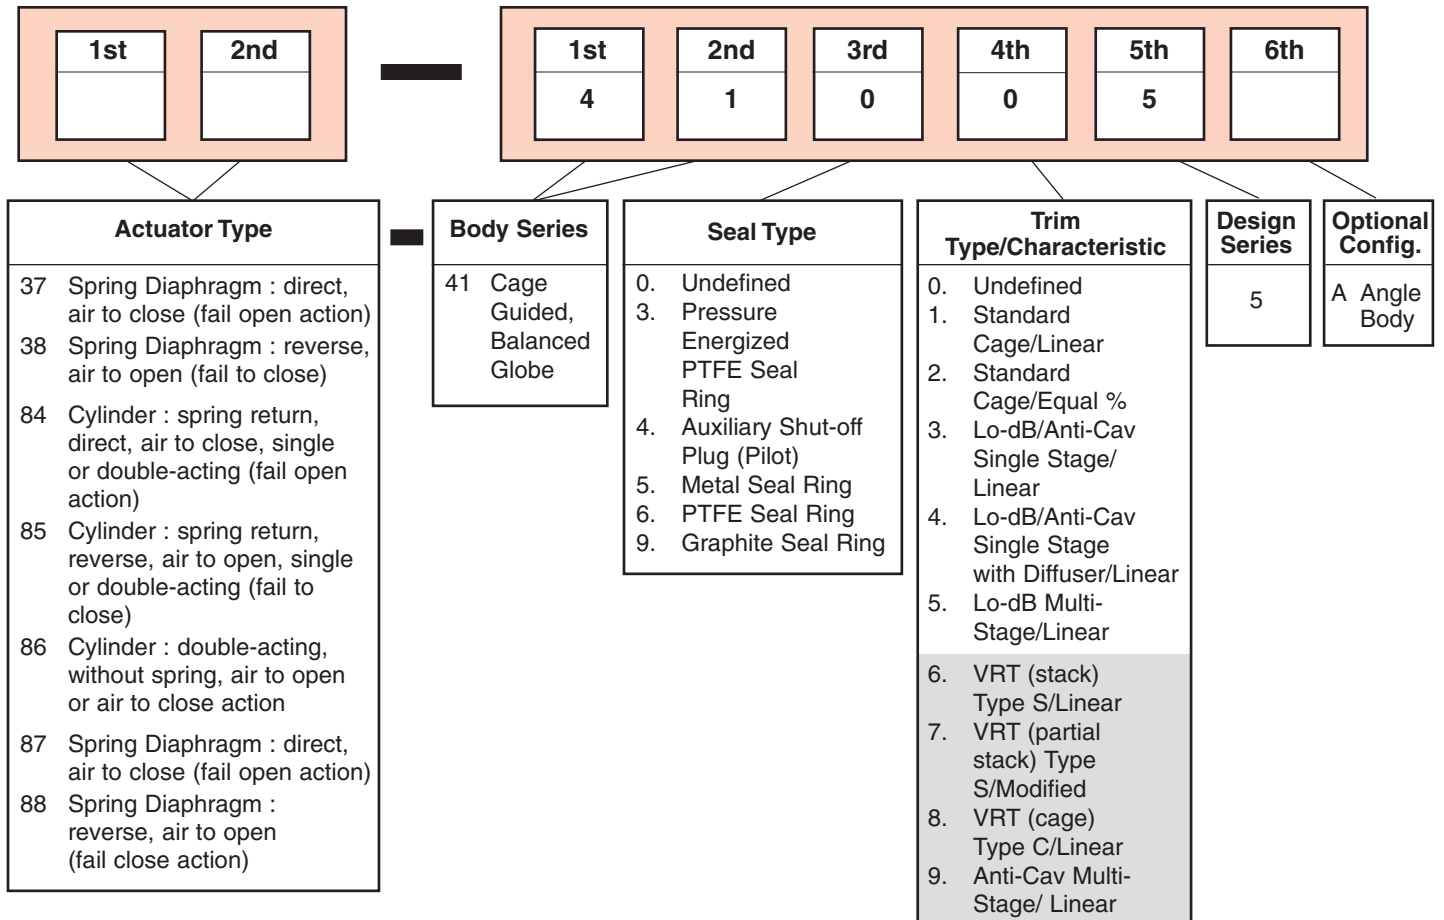 1st 2nd 1st 2nd 3rd 4th 5th 6th
4 1 0 0 5
Actuator Type
37 Spring Diaphragm : direct,
air to close (fail open action)
38 Spring Diaphragm : reverse,
air to open (fail to close)
84 Cylinder : spring return,
direct, air to close, single
or double-acting (fail open
action)
85 Cylinder : spring return,
reverse, air to open, single
or double-acting (fail to
close)
86 Cylinder : double-acting,
without spring, air to open
or air to close action
87 Spring Diaphragm : direct,
air to close (fail open action)
88 Spring Diaphragm :
reverse, air to open
(fail close action)
Body Series
41 Cage
Guided,
Balanced
Globe
Seal Type
0. Undefined
3. Pressure
Energized
PTFE Seal
Ring
4. Auxiliary Shut-off
Plug (Pilot)
5. Metal Seal Ring
6. PTFE Seal Ring
9. Graphite Seal Ring
Trim
Type/Characteristic
0. Undefined
1. Standard
Cage/Linear
2. Standard
Cage/Equal %
3. Lo-dB/Anti-Cav
Single Stage/
Linear
4. Lo-dB/Anti-Cav
Single Stage
with Diffuser/Linear
5. Lo-dB Multi-
Stage/Linear
6. VRT (stack)
Type S/Linear
7. VRT (partial
stack) Type
S/Modified
8. VRT (cage)
Type C/Linear
9. Anti-Cav Multi-
Stage/ Linear
Design
Series
5
Optional
Config.
A Angle
Body